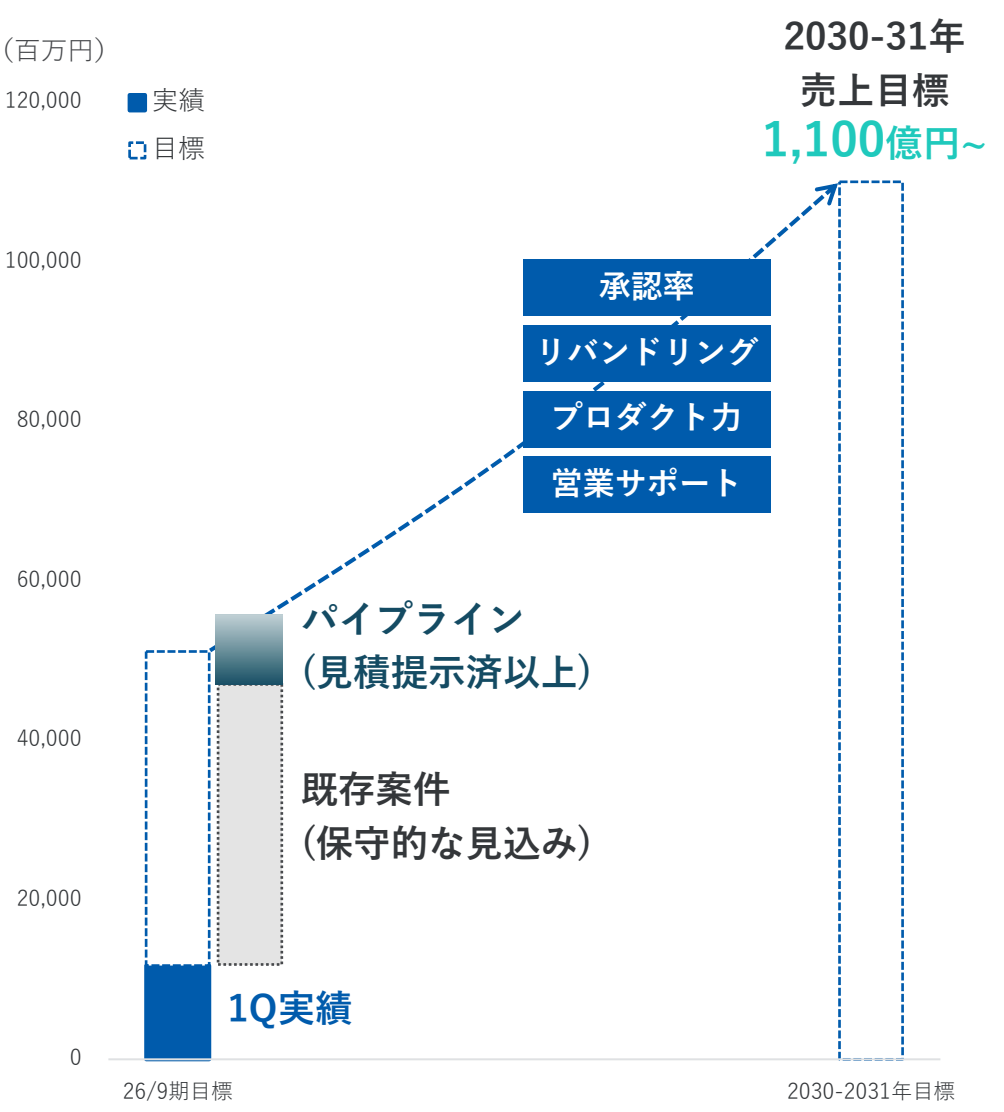 (百万円)
120,000
実績
目標
2030-31年
売上目標
1,100億円~
100,000
承認率
リバンドリング
プロダクト力
営業サポート
80,000
60,000
パイプライン
(見積提示済以上)
40,000
既存案件
(保守的な見込み)
20,000
1Q実績
0
26/9期目標
2030-2031年目標